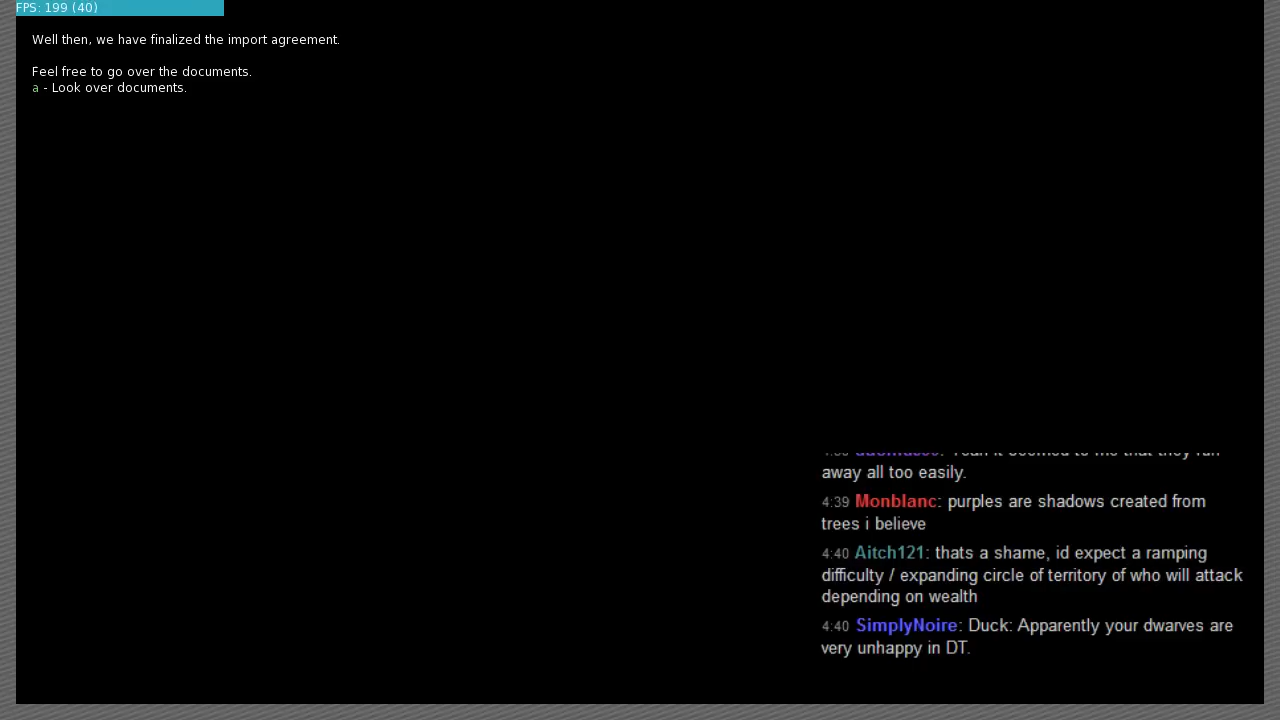 FPS: 199 (40)
Well then, we have finalized the import agreement.
Feel free to go over the documents.
a - Look over documents.
away all too easily.
4:39 Monblanc: purples are shadows created from
trees i believe
4:40 Aitch121: thats a shame, id expect a ramping
difficulty / expanding circle of territory of who will attack
depending on wealth
4:40 SimplyNoire: Duck: Apparently your dwarves are
very unhappy in DT.